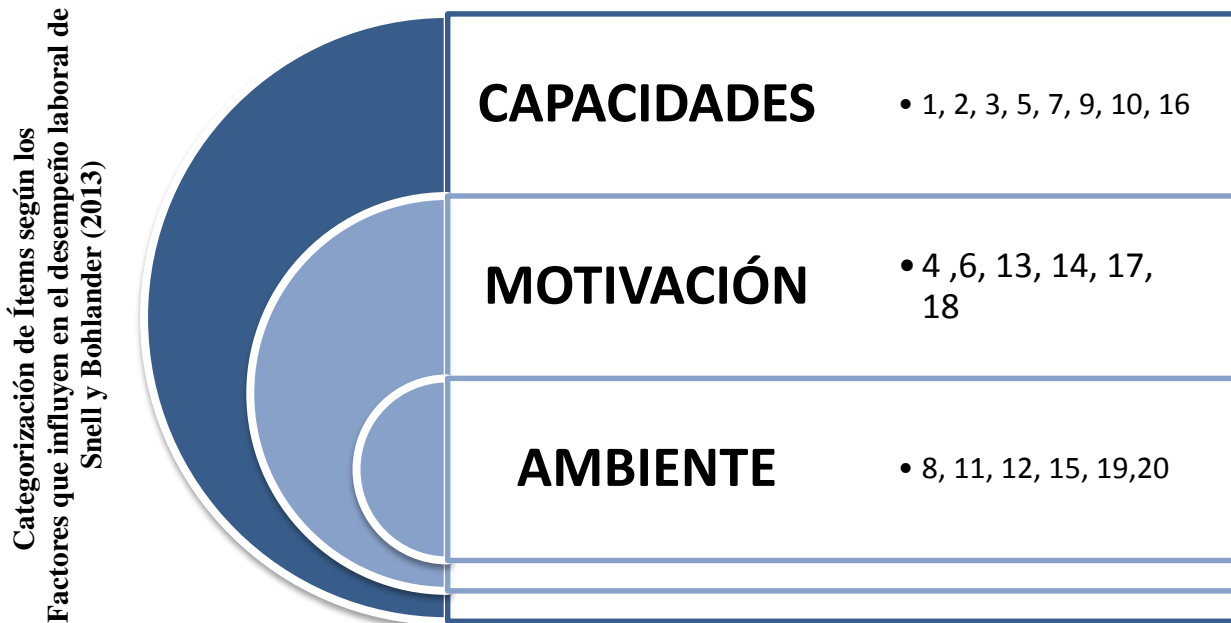 Categorización de Ítems según los
Factores que influyen en el desempeño laboral de
Snell y Bohlander (2013)
CAPACIDADES
• 1, 2, 3, 5, 7, 9, 10, 16
MOTIVACIÓN
• 4 ,6, 13, 14, 17,
18
AMBIENTE
• 8, 11, 12, 15, 19,20